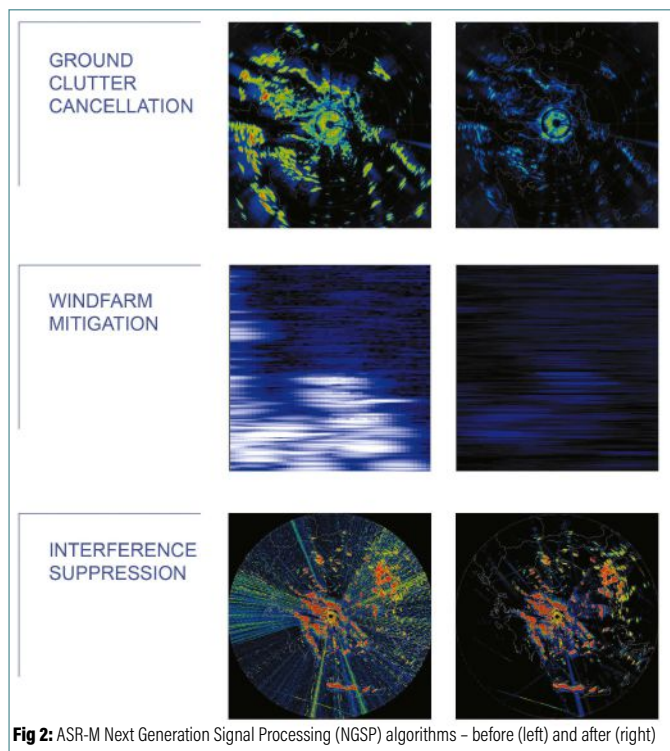 GROUND
CLUTTER
CANCELLATION
WINDFARM
MITIGATION
INTERFERENCE
SUPPRESSION
Fig 2: ASR-M Next Generation Signal Processing (NGSP) algorithms – before (left) and after (right)